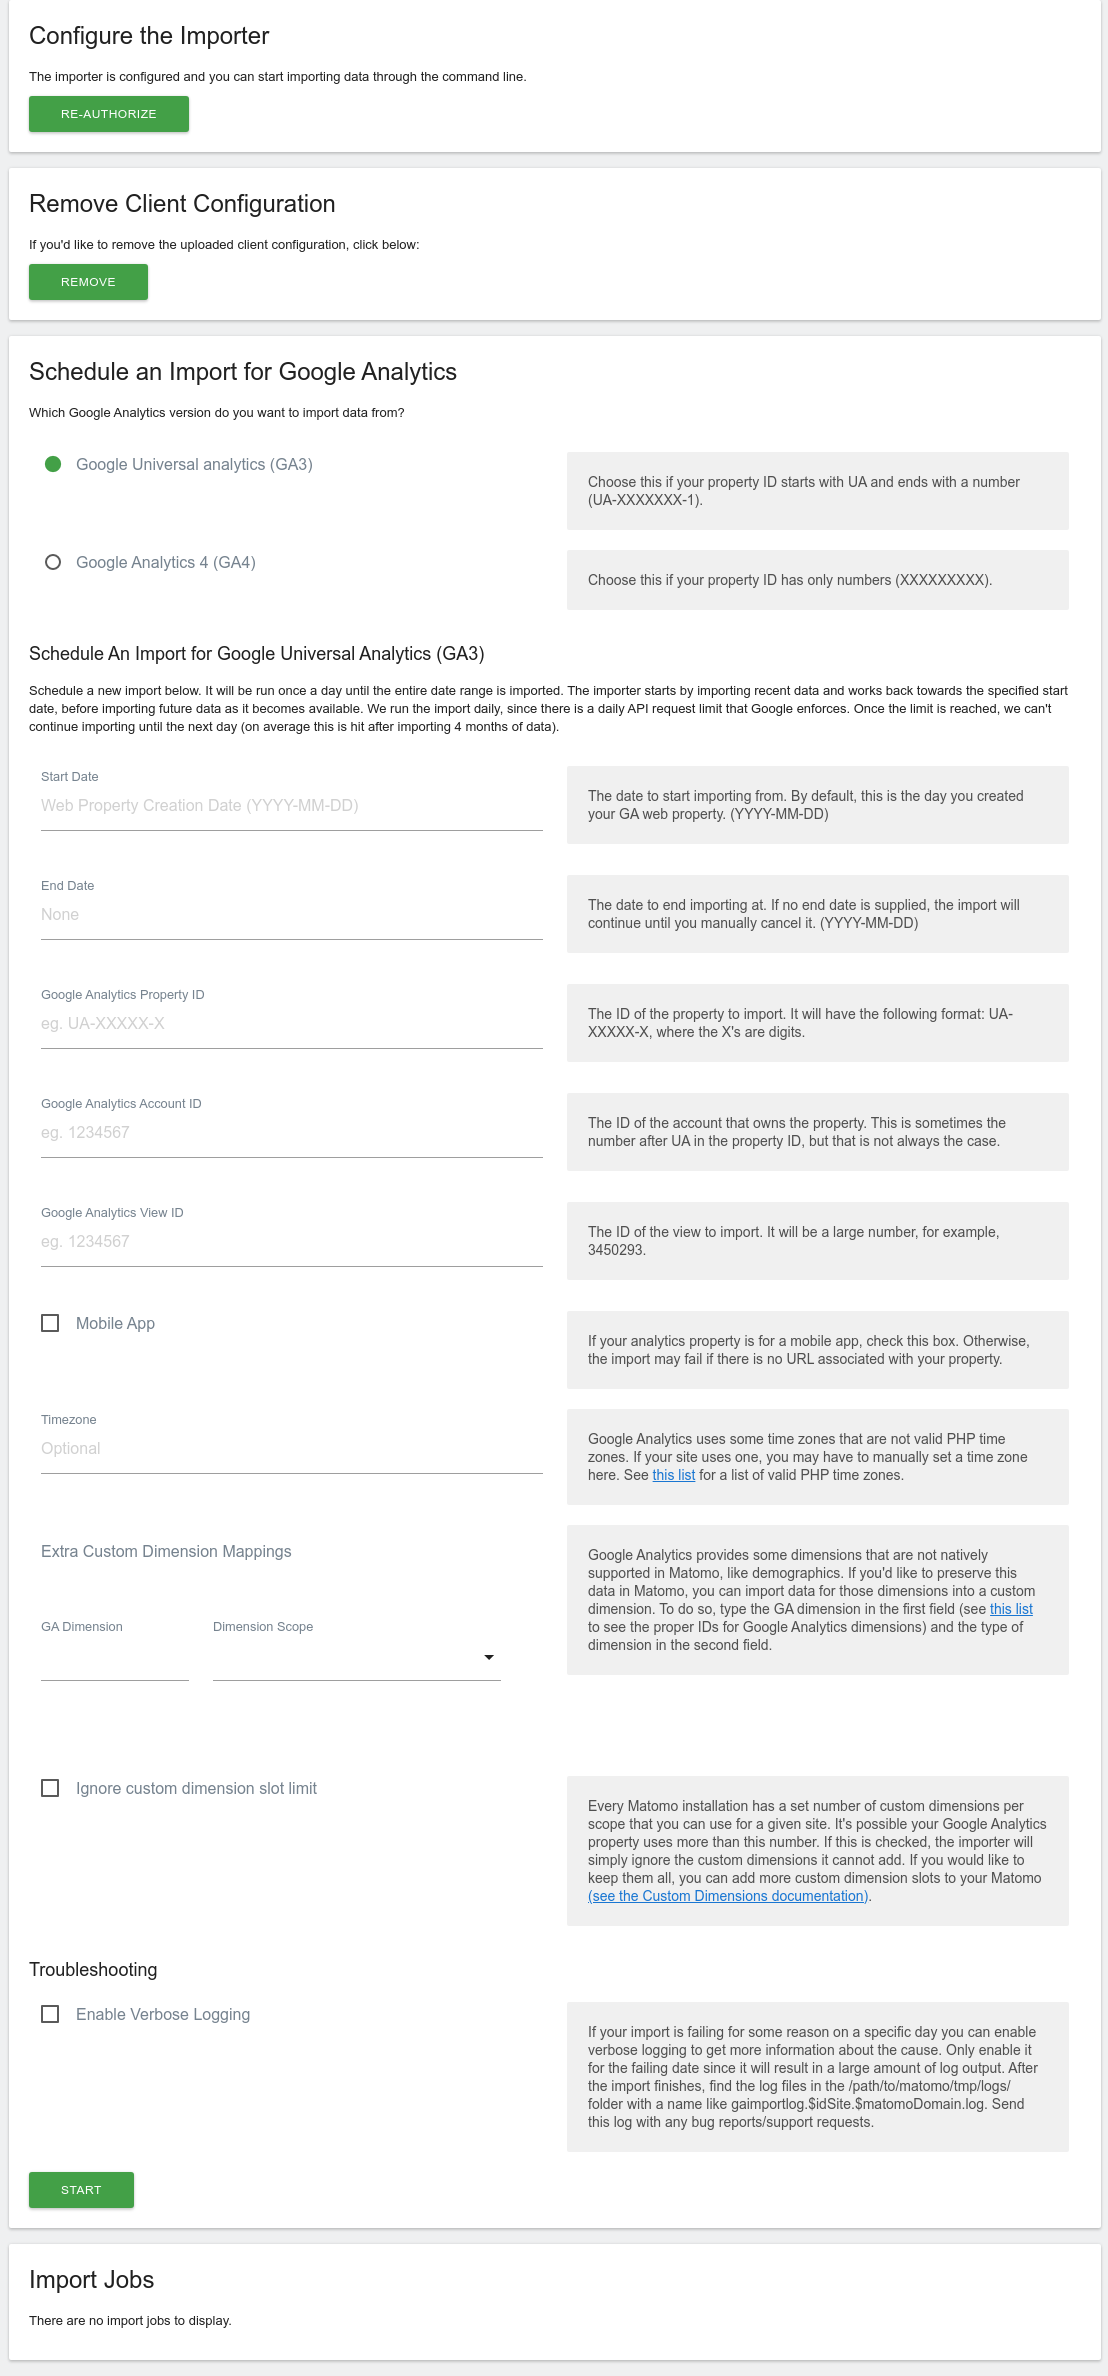 Configure the Importer
The importer is configured and you can start importing data through the command line.
RE-AUTHORIZE
Remove Client Configuration
If you'd like to remove the uploaded client configuration, click below:
REMOVE
Schedule an Import for Google Analytics
Which Google Analytics version do you want to import data from?
Google Universal analytics (GA3)
Choose this if your property ID starts with UA and ends with a number
(UA-XXXXXXX-1).
Google Analytics 4 (GA4)
Choose this if your property ID has only numbers (XXXXXXXXX).
Schedule An Import for Google Universal Analytics (GA3)
Schedule a new import below. It will be run once a day until the entire date range is imported. The importer starts by importing recent data and works back towards the specified start
date, before importing future data as it becomes available. We run the import daily, since there is a daily API request limit that Google enforces. Once the limit is reached, we can't
continue importing until the next day (on average this is hit after importing 4 months of data).
Start Date
Web Property Creation Date (YYYY-MM-DD)
The date to start importing from. By default, this is the day you created
your GA web property. (YYYY-MM-DD)
End Date
None
The date to end importing at. If no end date is supplied, the import will
continue until you manually cancel it. (YYYY-MM-DD)
Google Analytics Property ID
eg. UA-XXXXX-X
The ID of the property to import. It will have the following format: UA-
XXXXX-X, where the X's are digits.
Google Analytics Account ID
eg. 1234567
The ID of the account that owns the property. This is sometimes the
number after UA in the property ID, but that is not always the case.
Google Analytics View ID
eg. 1234567
The ID of the view to import. It will be a large number, for example,
3450293.
Mobile App
If your analytics property is for a mobile app, check this box. Otherwise,
the import may fail if there is no URL associated with your property.
Timezone
Optional
Google Analytics uses some time zones that are not valid PHP time
zones. If your site uses one, you may have to manually set a time zone
here. See this list for a list of valid PHP time zones.
Extra Custom Dimension Mappings
GA Dimension
Dimension Scope
Google Analytics provides some dimensions that are not natively
supported in Matomo, like demographics. If you'd like to preserve this
data in Matomo, you can import data for those dimensions into a custom
dimension. To do so, type the GA dimension in the first field (see this list
to see the proper IDs for Google Analytics dimensions) and the type of
dimension in the second field.
Ignore custom dimension slot limit
Every Matomo installation has a set number of custom dimensions per
scope that you can use for a given site. It's possible your Google Analytics
property uses more than this number. If this is checked, the importer will
simply ignore the custom dimensions it cannot add. If you would like to
keep them all, you can add more custom dimension slots to your Matomo
(see the Custom Dimensions documentation).
Troubleshooting
Enable Verbose Logging
If your import is failing for some reason on a specific day you can enable
verbose logging to get more information about the cause. Only enable it
for the failing date since it will result in a large amount of log output. After
the import finishes, find the log files in the /path/to/matomo/tmp/logs/
folder with a name like gaimportlog.$idSite.$matomoDomain.log. Send
this log with any bug reports/support requests.
START
Import Jobs
There are no import jobs to display.